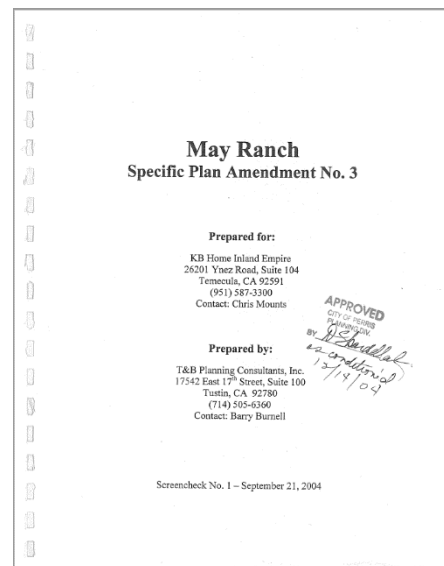 May Ranch
Specific Plan Amendment No. 3
Prepared for:
KB Home Inland Empire
26201 Ynez Road, Suite 104
Temecula, CA 92591
(951) 587-3300
Contact: Chris Mounts
APPROVED
CITY OF PERRIS
PLANNING DIV.
BY
as conditional
12/14/04
Prepared by:
T&B Planning Consultants, Inc.
17542 East 17th Street, Suite 100
Tustin, CA 92780
(714) 505-6360
Contact: Barry Burnell
Screencheck No. 1 – September 21, 2004